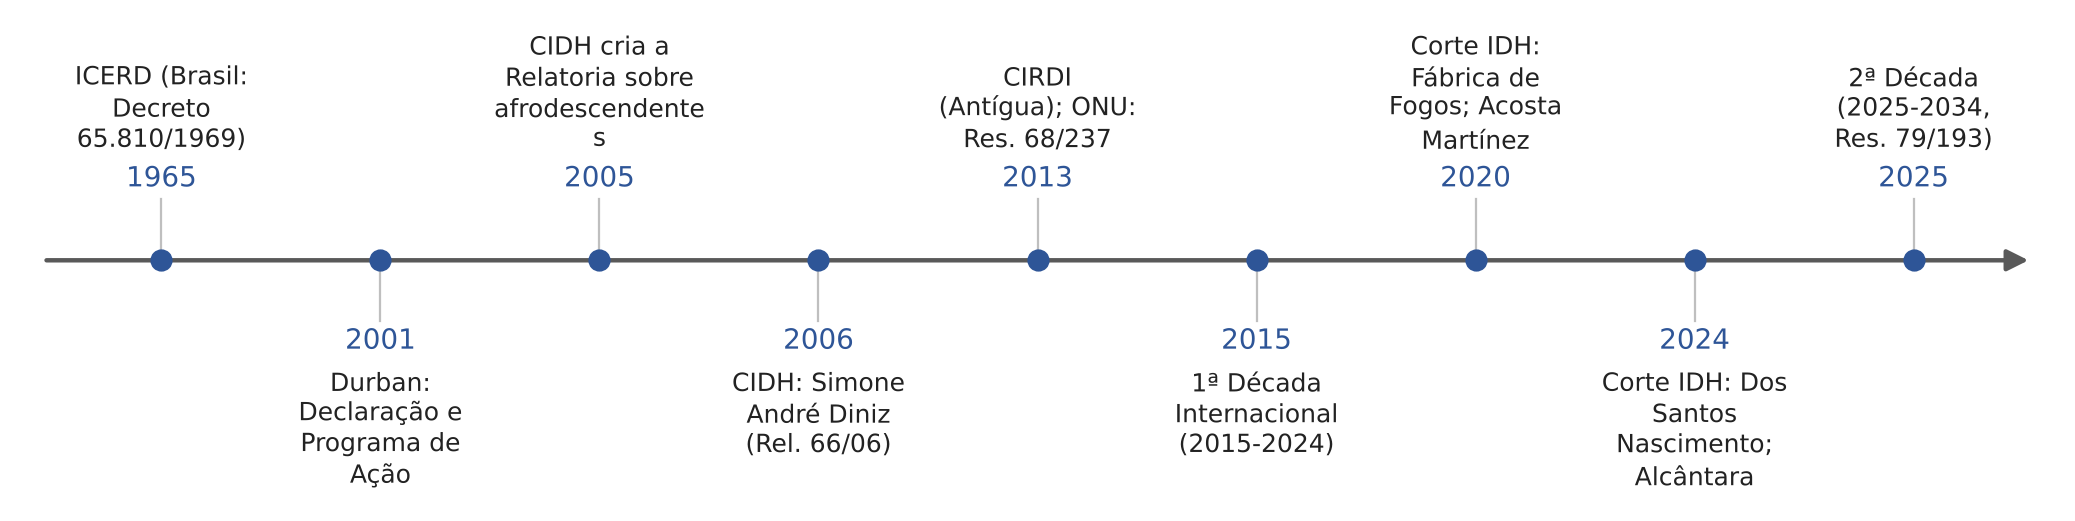 ICERD (Brasil:
Decreto
65.810/1969)
1965
Durban:
Declaração e
Programa de
Ação
2001
CIDH cria a
Relatoria sobre
afrodescendente
s
2005
2006
CIDH: Simone
André Diniz
(Rel. 66/06)
CIRDI
(Antígua); ONU:
Res. 68/237
2013
2015
1ª Década
Internacional
(2015-2024)
Corte IDH:
Fábrica de
Fogos; Acosta
Martínez
2020
2024
Corte IDH: Dos
Santos
Nascimento;
Alcântara
2ª Década
(2025-2034,
Res. 79/193)
2025